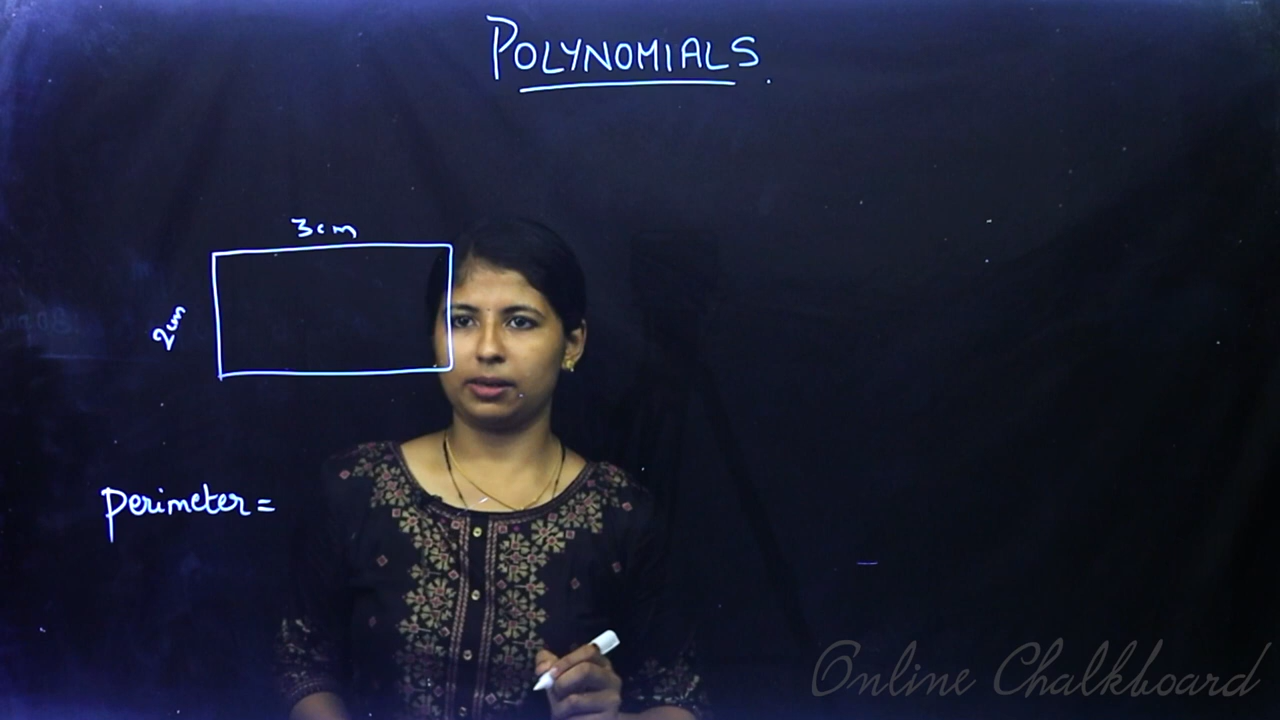 POLYNOMIALS
3cm
2cm
Perimeter =
Online Chalkboard